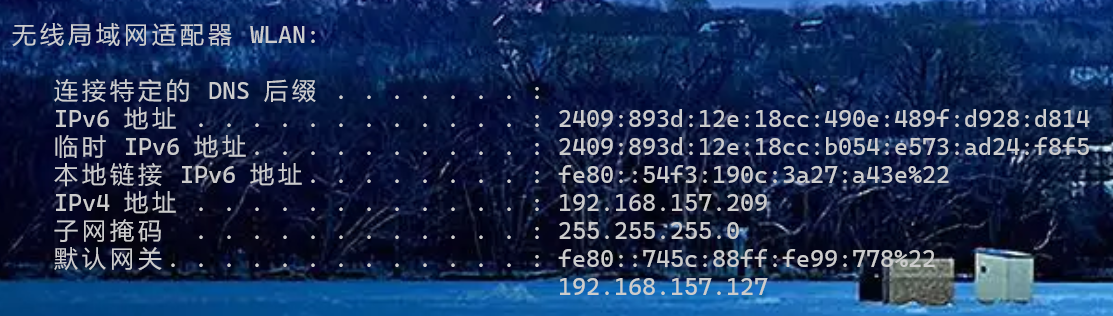 无线局域网适配器 WLAN:
连接特定的 DNS 后缀 . . . . . . . :
IPv6 地址 . . . . . . . . . . . . : 2409:893d:12e:18cc:490e:489f:d928:d814
临时 IPv6 地址. . . . . . . . . . : 2409:893d:12e:18cc:b054:e573:ad24:f8f5
本地链接 IPv6 地址. . . . . . . . : fe80::54f3:190c:3a27:a43e%22
IPv4 地址 . . . . . . . . . . . . : 192.168.157.209
子网掩码  . . . . . . . . . . . . : 255.255.255.0
默认网关. . . . . . . . . . . . . : fe80::745c:88ff:fe99:778%22
192.168.157.127